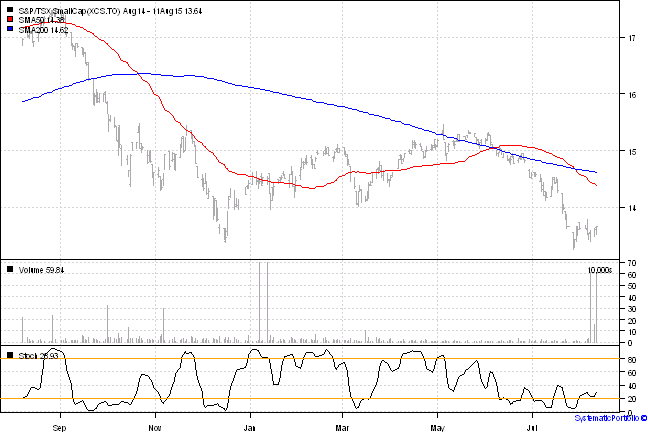 S&P/TSX SmallCap(XCS.TO) Aug14 - 11Aug15 13.64
SMA50 14.38
SMA200 14.62
17
16
15
14
Volume 59.84
10,000s
70
60
50
40
30
20
10
0
Stoch 28.93
80
60
40
20
0
Sep Nov Jan Mar May Jul
SystematicPortfolio ©